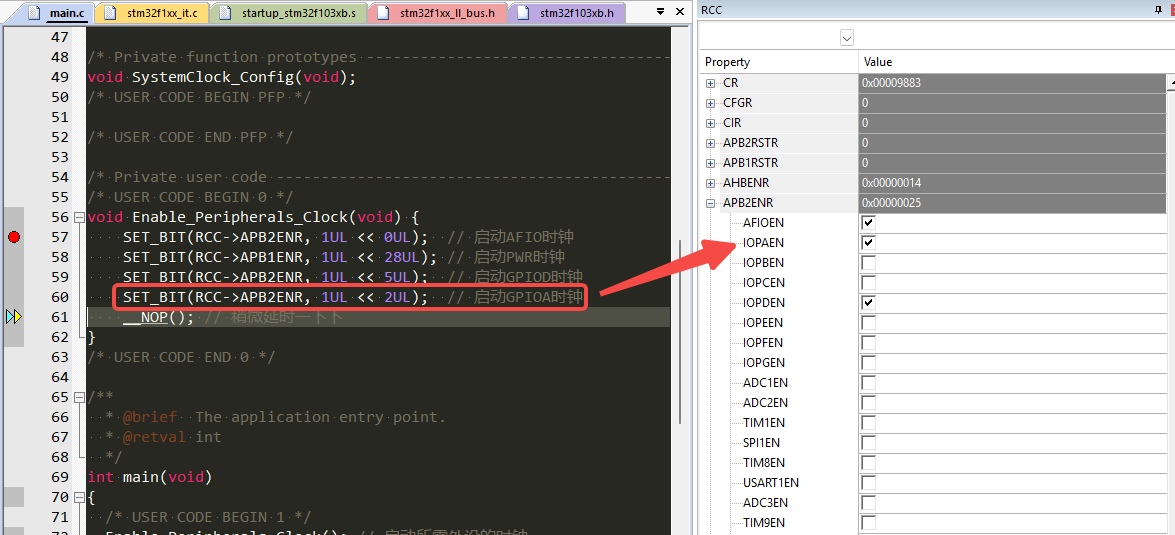 main.c
stm32f1xx_it.c
startup_stm32f103xb.s
stm32f1xx_ll_bus.h
stm32f103xb.h
47
48 /* Private function prototypes -----------------------------------
49 void SystemClock_Config(void);
50 /* USER CODE BEGIN PFP */
51
52 /* USER CODE END PFP */
53
54 /* Private user code ---------------------------------------------
55 /* USER CODE BEGIN 0 */
56 void Enable_Peripherals_Clock(void) {
57 SET_BIT(RCC->APB2ENR, 1UL << 0UL); // 启动AFIO时钟
58 SET_BIT(RCC->APB1ENR, 1UL << 28UL); // 启动PWR时钟
59 SET_BIT(RCC->APB2ENR, 1UL << 5UL); // 启动GPIOD时钟
60 SET_BIT(RCC->APB2ENR, 1UL << 2UL); // 启动GPIOA时钟
61 __NOP(); // 稍微延时一下下
62 }
63 /* USER CODE END 0 */
64
65 /**
66 * @brief The application entry point.
67 * @retval int
68 */
69 int main(void)
70 {
71 /* USER CODE BEGIN 1 */
72 Enable_Peripherals_Clock(); // 启动所需外设的时钟
RCC
Property Value
CR 0x00009883
CFGR 0
CIR 0
APB2RSTR 0
APB1RSTR 0
AHBENR 0x00000014
APB2ENR 0x00000025
AFIOEN
IOPAEN
IOPBEN
IOPCEN
IOPDEN
IOPEEN
IOPFEN
IOPGEN
ADC1EN
ADC2EN
TIM1EN
SPI1EN
TIM8EN
USART1EN
ADC3EN
TIM9EN